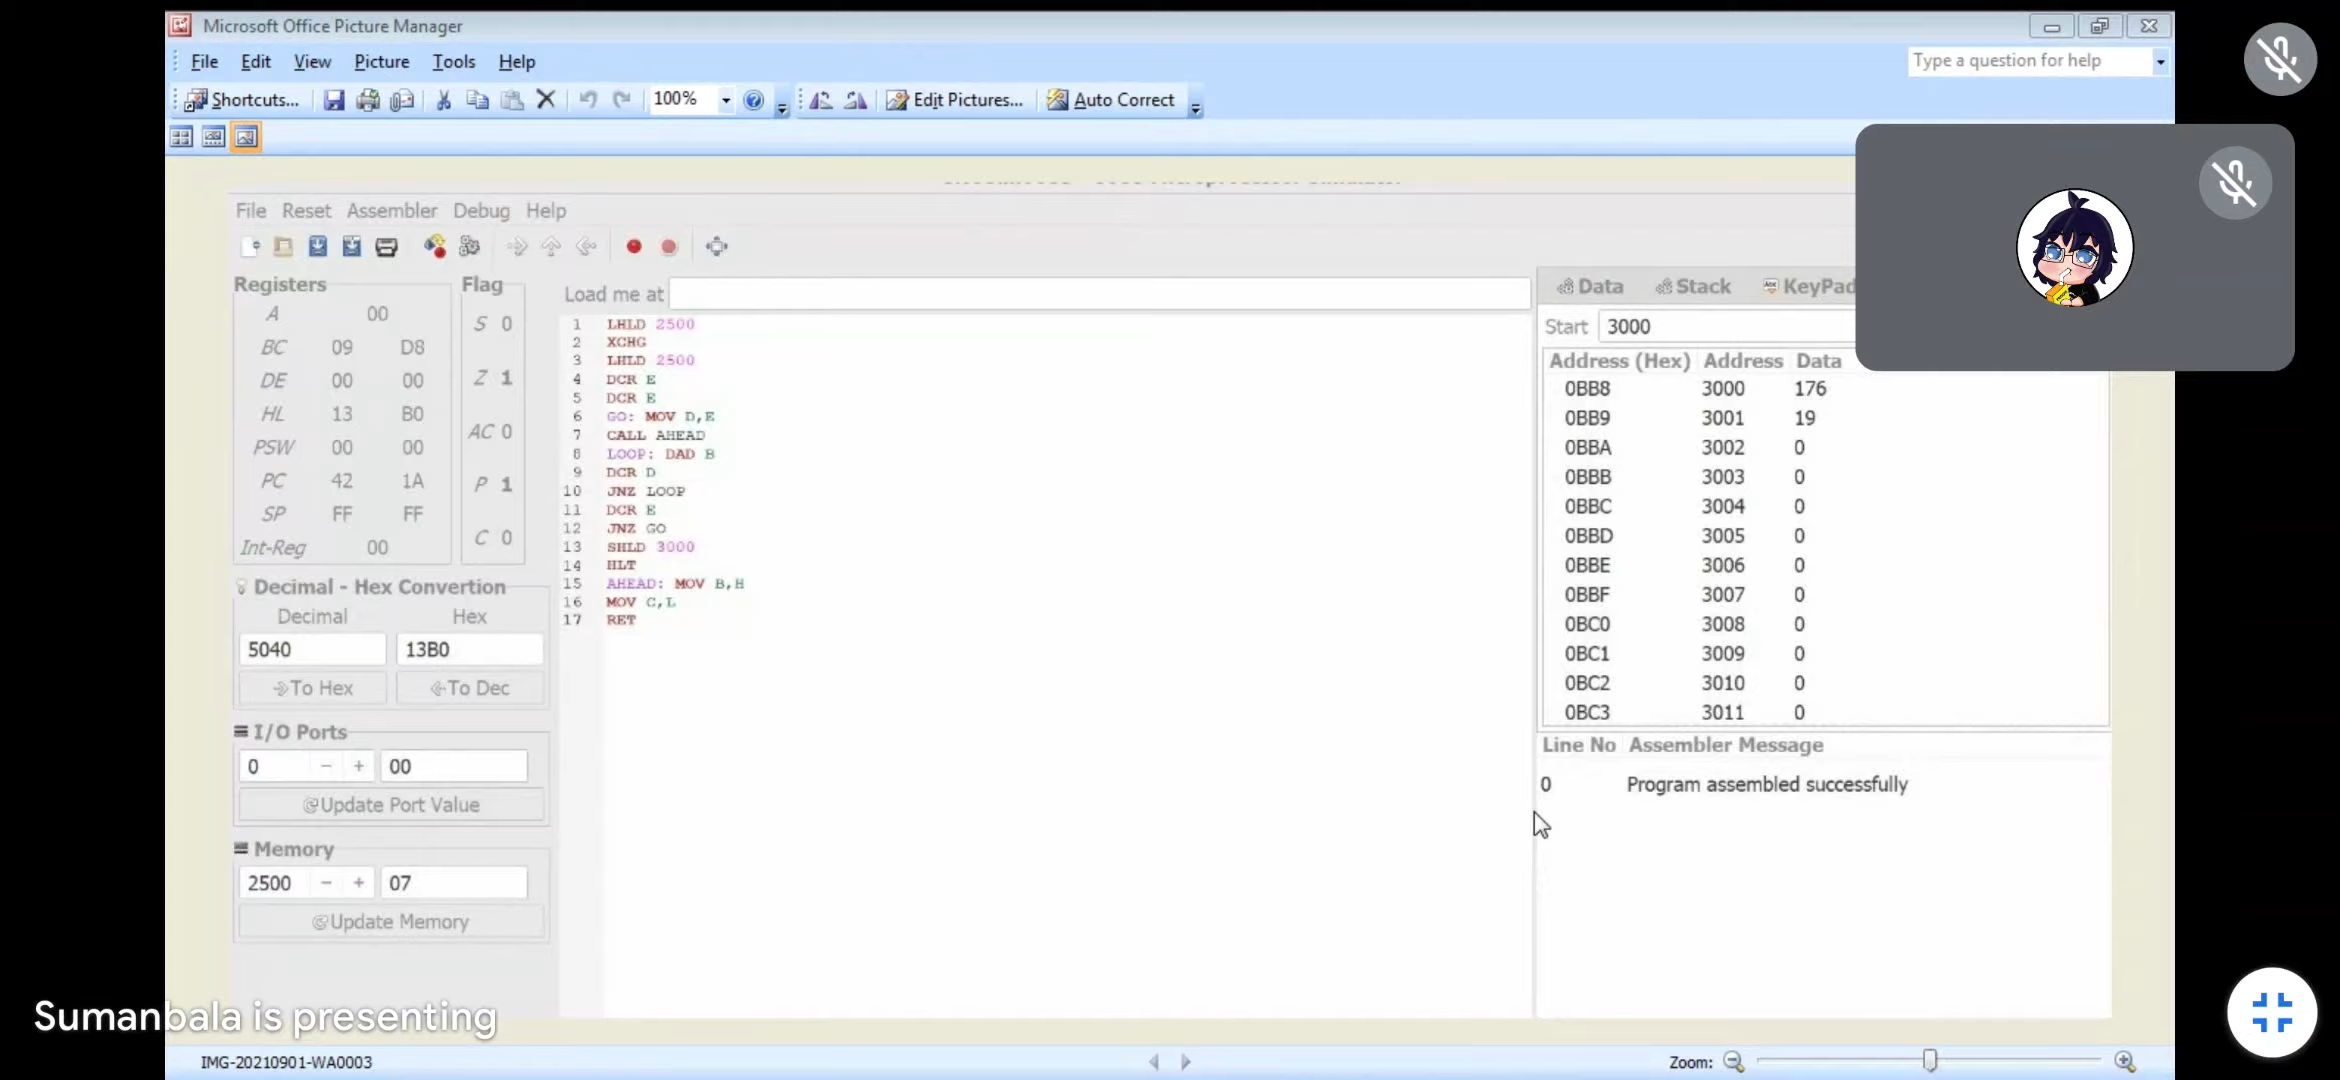 Microsoft Office Picture Manager
File Edit View Picture Tools Help
Type a question for help
Shortcuts... 100% Edit Pictures... Auto Correct
File Reset Assembler Debug Help
Registers
A 00
BC 09 D8
DE 00 00
HL 13 B0
PSW 00 00
PC 42 1A
SP FF FF
Int-Reg 00
Flag
S 0
Z 1
AC 0
P 1
C 0
Decimal - Hex Convertion
Decimal Hex
5040 13B0
To Hex To Dec
I/O Ports
0 - + 00
Update Port Value
Memory
2500 - + 07
Update Memory
Load me at
1 LHLD 2500
2 XCHG
3 LHLD 2500
4 DCR E
5 DCR E
6 GO: MOV D,E
7 CALL AHEAD
8 LOOP: DAD B
9 DCR D
10 JNZ LOOP
11 DCR E
12 JNZ GO
13 SHLD 3000
14 HLT
15 AHEAD: MOV B,H
16 MOV C,L
17 RET
Data Stack KeyPad
Start 3000
Address (Hex) Address Data
0BB8 3000 176
0BB9 3001 19
0BBA 3002 0
0BBB 3003 0
0BBC 3004 0
0BBD 3005 0
0BBE 3006 0
0BBF 3007 0
0BC0 3008 0
0BC1 3009 0
0BC2 3010 0
0BC3 3011 0
Line No Assembler Message
0 Program assembled successfully
Sumanbala is presenting
IMG-20210901-WA0003
Zoom: